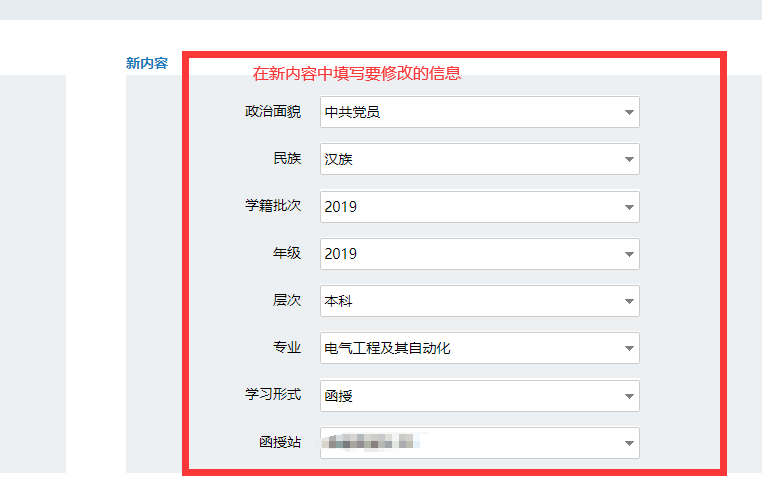 新内容
在新内容中填写要修改的信息
政治面貌 中共党员
民族 汉族
学籍批次 2019
年级 2019
层次 本科
专业 电气工程及其自动化
学习形式 函授
函授站